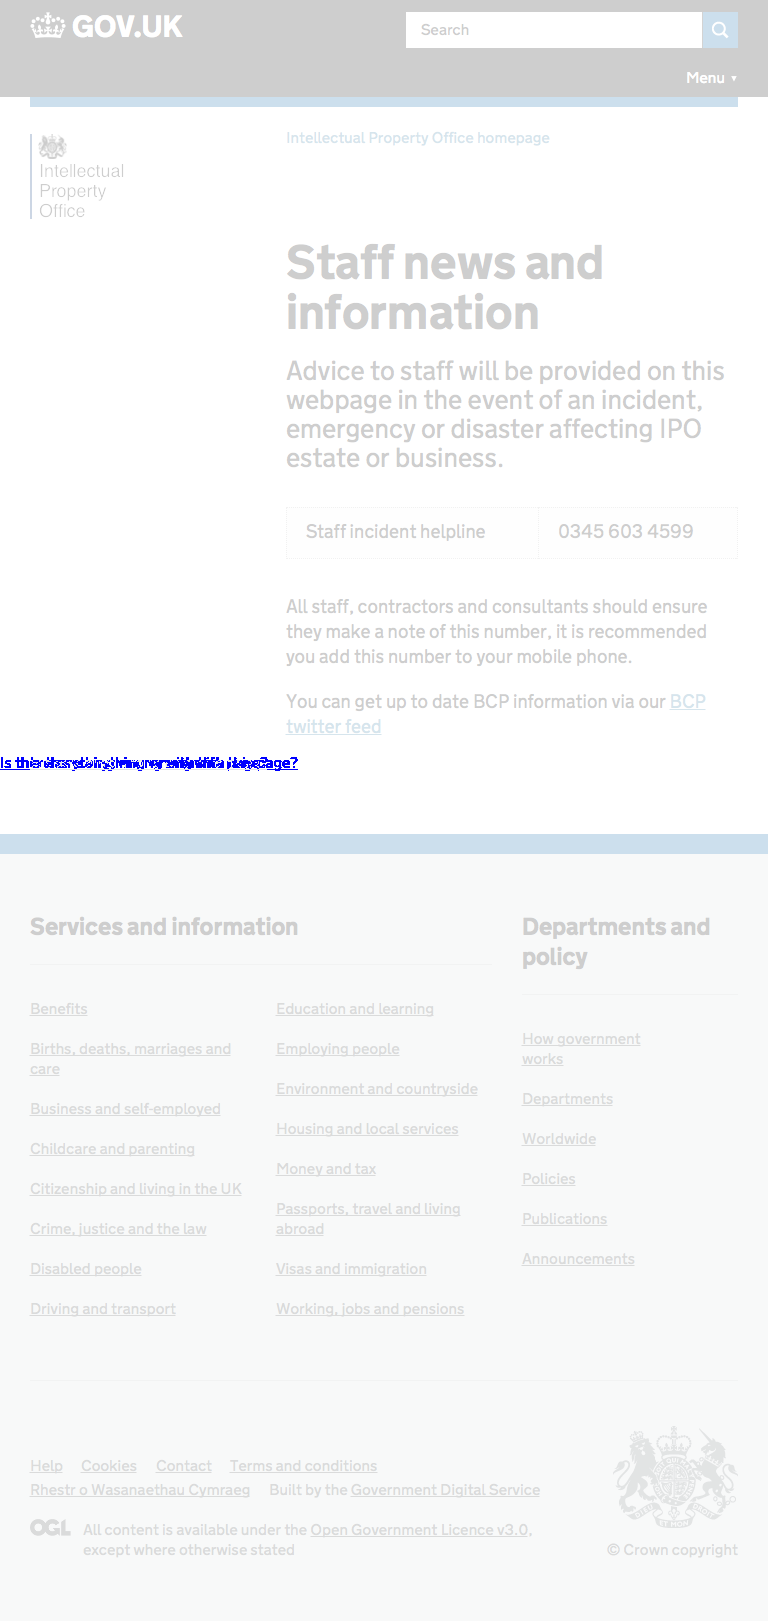 GOV.UK
Search
Menu ▼
Intellectual
Property
Office
Intellectual Property Office homepage
Staff news and
information
Advice to staff will be provided on this
webpage in the event of an incident,
emergency or disaster affecting IPO
estate or business.
Staff incident helpline 0345 603 4599
All staff, contractors and consultants should ensure
they make a note of this number, it is recommended
you add this number to your mobile phone.
You can get up to date BCP information via our BCP
twitter feed
Services and information
Benefits
Births, deaths, marriages and
care
Business and self-employed
Childcare and parenting
Citizenship and living in the UK
Crime, justice and the law
Disabled people
Driving and transport
Education and learning
Employing people
Environment and countryside
Housing and local services
Money and tax
Passports, travel and living
abroad
Visas and immigration
Working, jobs and pensions
Departments and
policy
How government
works
Departments
Worldwide
Policies
Publications
Announcements
Help Cookies Contact Terms and conditions
Rhestr o Wasanaethau Cymraeg Built by the Government Digital Service
OGL All content is available under the Open Government Licence v3.0,
except where otherwise stated
© Crown copyright